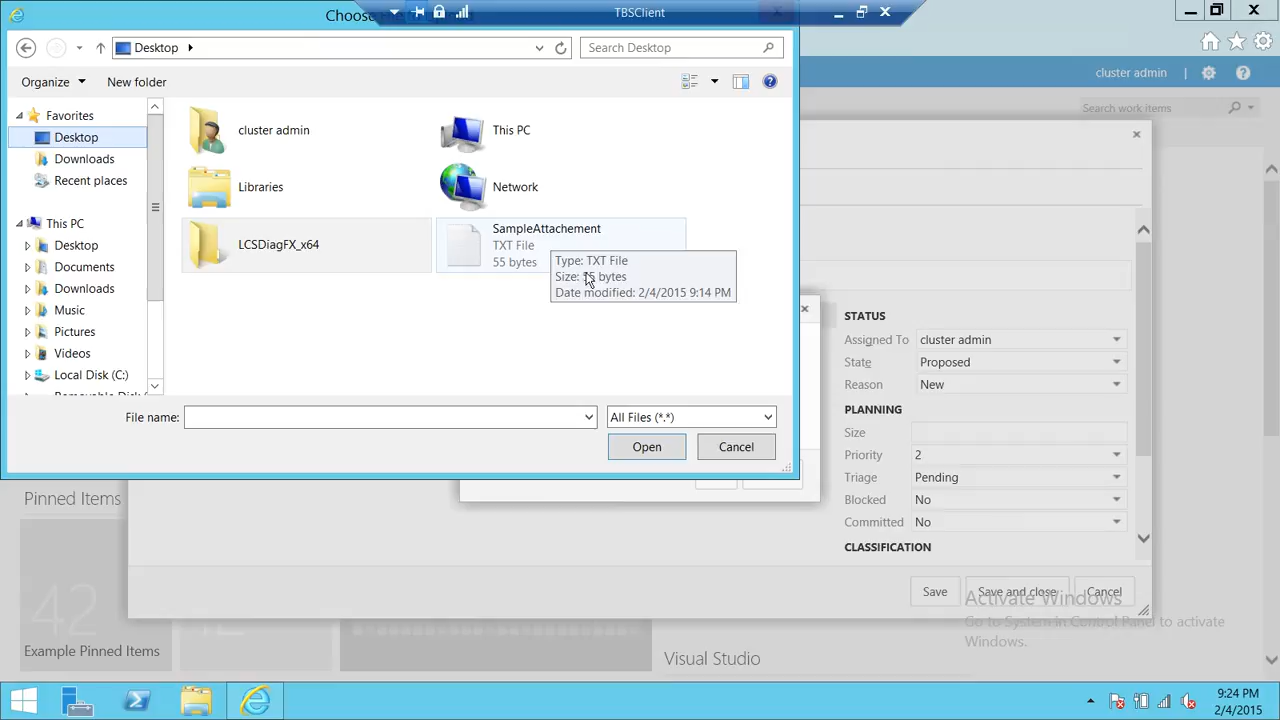 Choose
TBSClient
Desktop
Search Desktop
Organize
New folder
cluster admin
Search work items
Favorites
Desktop
Downloads
Recent places
This PC
Desktop
Documents
Downloads
Music
Pictures
Videos
Local Disk (C:)
cluster admin
This PC
Libraries
Network
LCSDiagFX_x64
SampleAttachement
TXT File
55 bytes
Type: TXT File
Size: 55 bytes
Date modified: 2/4/2015 9:14 PM
File name:
All Files (*.*)
Open
Cancel
STATUS
Assigned To
cluster admin
State
Proposed
Reason
New
PLANNING
Size
Priority
2
Triage
Pending
Blocked
No
Committed
No
CLASSIFICATION
Save
Save and close
Cancel
Pinned Items
42
Example Pinned Items
Visual Studio
Activate Windows
Go to System in Control Panel to activate
Windows.
9:24 PM
2/4/2015